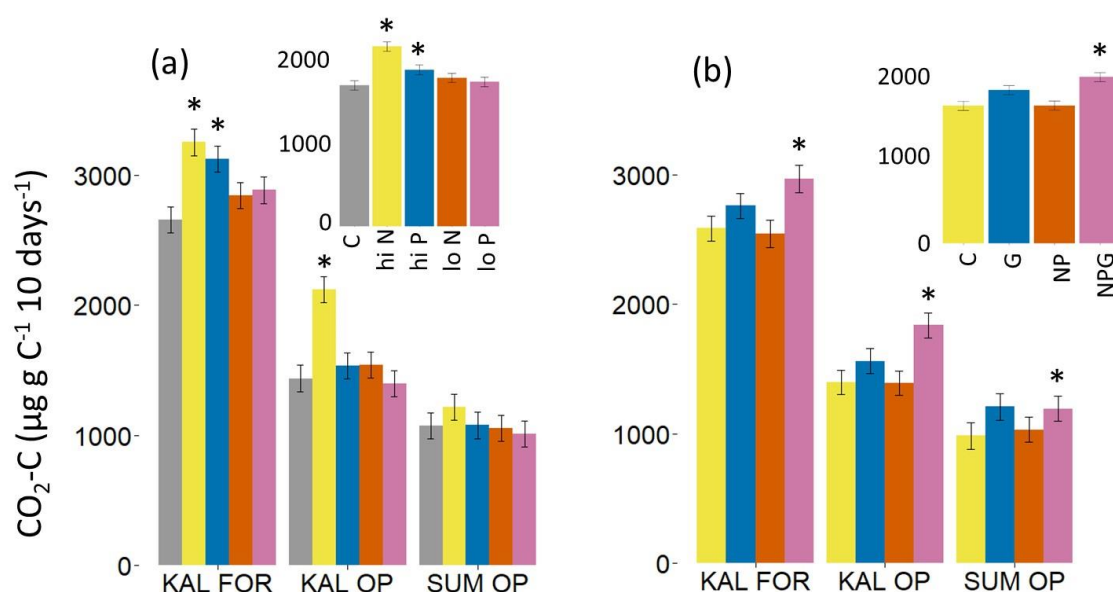 CO₂-C (µg g C⁻¹ 10 days⁻¹)
(a)
3000
2000
1000
0
KAL FOR KAL OP SUM OP
* * *
2000
1000
0
* *
C hi N hi P lo N lo P
(b)
3000
2000
1000
0
KAL FOR KAL OP SUM OP
* * *
2000
1000
0
*
C G NP NPG